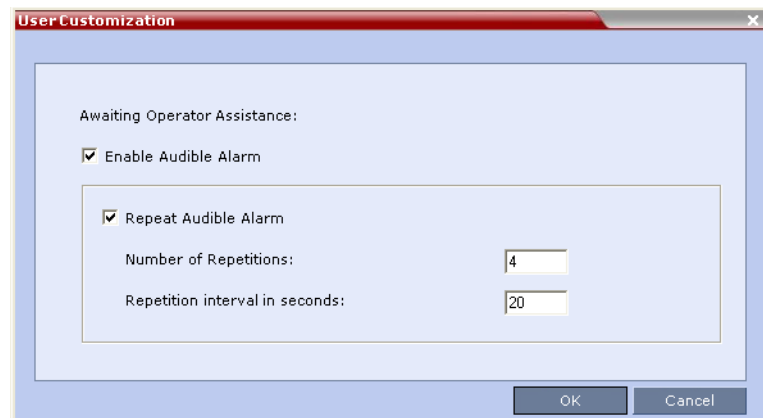 User Customization
Awaiting Operator Assistance:
Enable Audible Alarm
Repeat Audible Alarm
Number of Repetitions: 4
Repetition interval in seconds: 20
OK Cancel